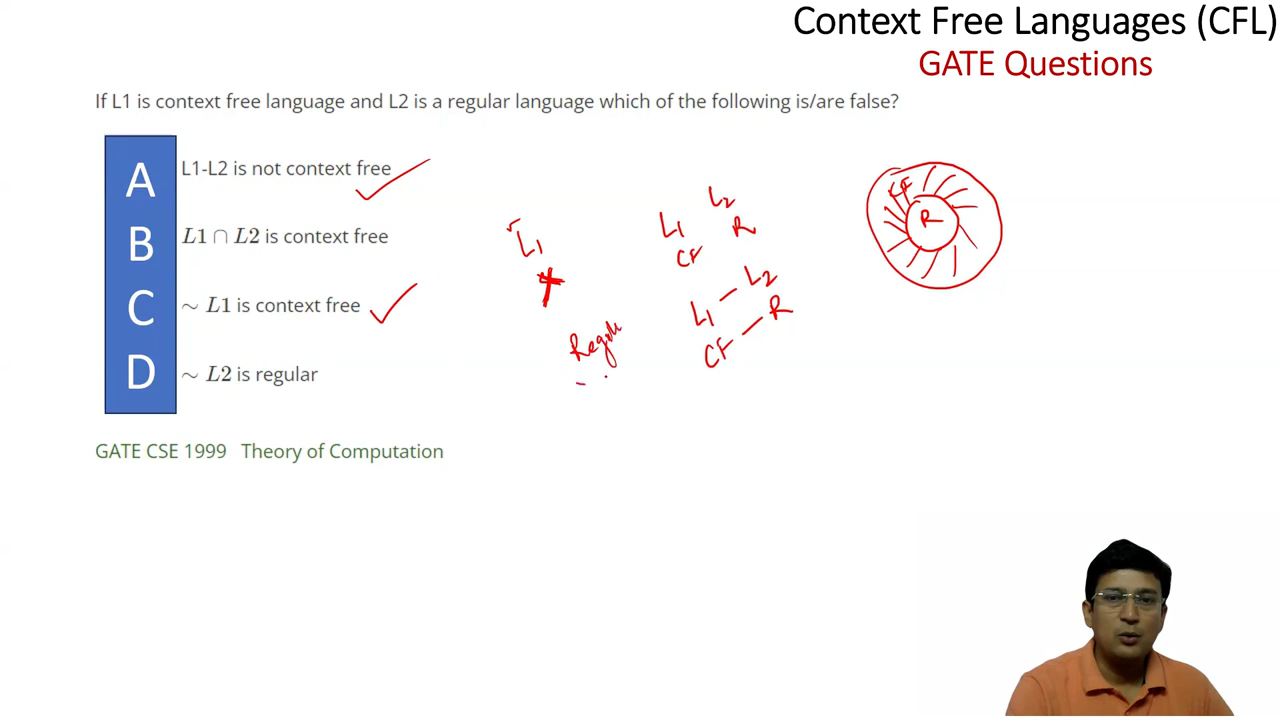 Context Free Languages (CFL)
GATE Questions
If L1 is context free language and L2 is a regular language which of the following is/are false?
A L1-L2 is not context free
B L1 ∩ L2 is context free
C ~ L1 is context free
D ~ L2 is regular
GATE CSE 1999 Theory of Computation
L1
L1 L2
CF R
L1 - L2
CF - R
CF
R